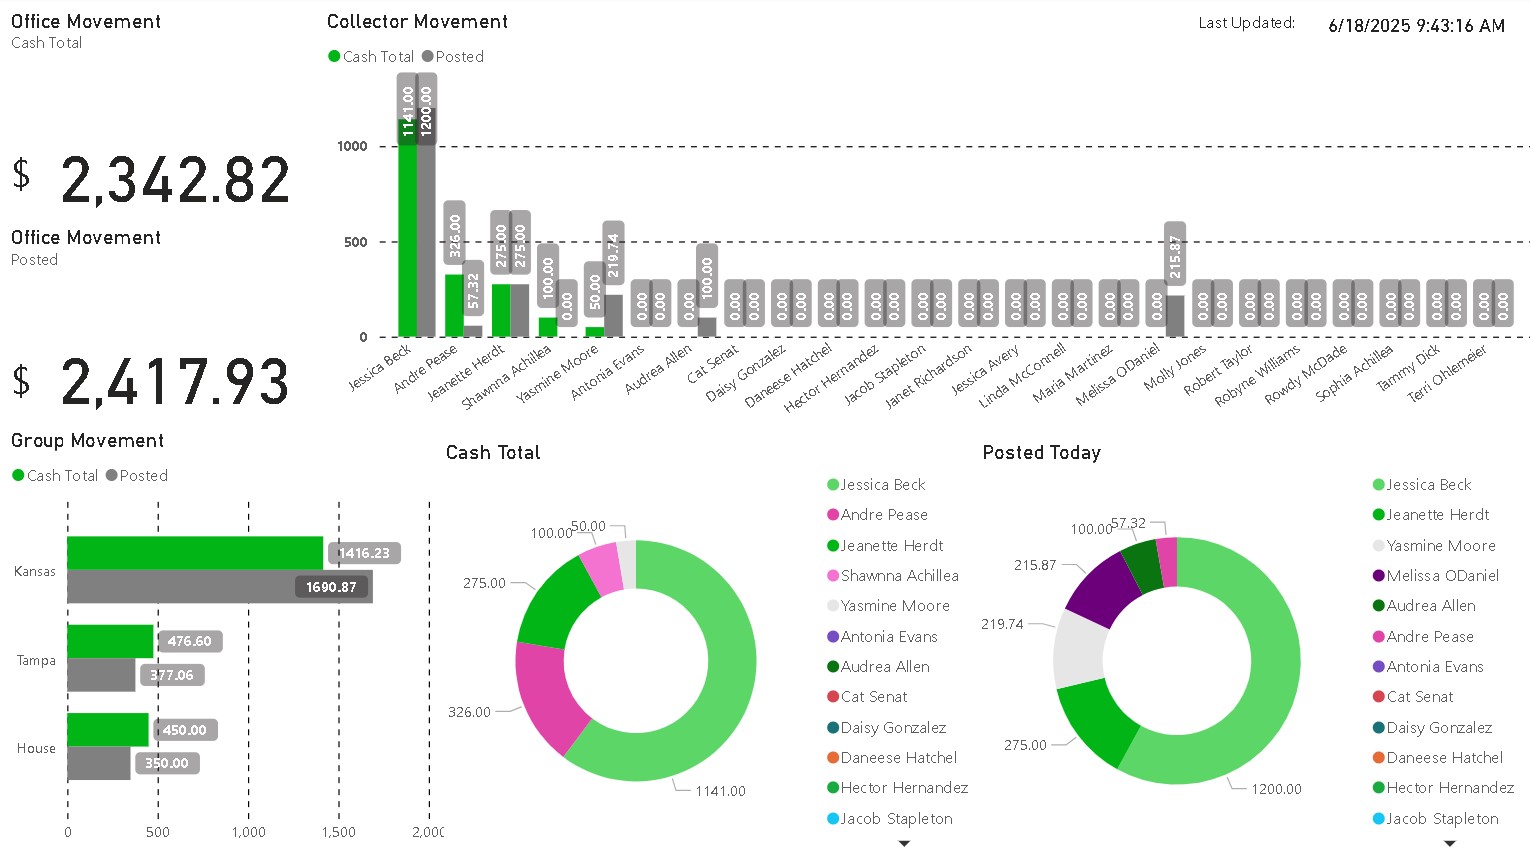 Office Movement
Cash Total
$ 2,342.82
Office Movement
Posted
$ 2,417.93
Collector Movement
Cash Total Posted
Last Updated: 6/18/2025 9:43:16 AM
1000
500
0
1141.00 1200.00
326.00 57.32
275.00 275.00
100.00 0.00
50.00 219.74
0.00 0.00
0.00 100.00
0.00 0.00
0.00 0.00
0.00 0.00
0.00 0.00
0.00 0.00
0.00 0.00
0.00 0.00
0.00 0.00
0.00 0.00
0.00 215.87
0.00 0.00
0.00 0.00
0.00 0.00
0.00 0.00
0.00 0.00
0.00 0.00
0.00 0.00
Jessica Beck
Andre Pease
Jeanette Herdt
Shawnna Achillea
Yasmine Moore
Antonia Evans
Audrea Allen
Cat Senat
Daisy Gonzalez
Daneese Hatchel
Hector Hernandez
Jacob Stapleton
Janet Richardson
Jessica Avery
Linda McConnell
Maria Martinez
Melissa ODaniel
Molly Jones
Robert Taylor
Robyne Williams
Rowdy McDade
Sophia Achillea
Tammy Dick
Terri Ohlemeier
Group Movement
Cash Total Posted
Kansas
1416.23
1690.87
Tampa
476.60
377.06
House
450.00
350.00
0 500 1,000 1,500 2,000
Cash Total
50.00
100.00
275.00
326.00
1141.00
Jessica Beck
Andre Pease
Jeanette Herdt
Shawnna Achillea
Yasmine Moore
Antonia Evans
Audrea Allen
Cat Senat
Daisy Gonzalez
Daneese Hatchel
Hector Hernandez
Jacob Stapleton
Posted Today
57.32
100.00
215.87
219.74
275.00
1200.00
Jessica Beck
Jeanette Herdt
Yasmine Moore
Melissa ODaniel
Audrea Allen
Andre Pease
Antonia Evans
Cat Senat
Daisy Gonzalez
Daneese Hatchel
Hector Hernandez
Jacob Stapleton